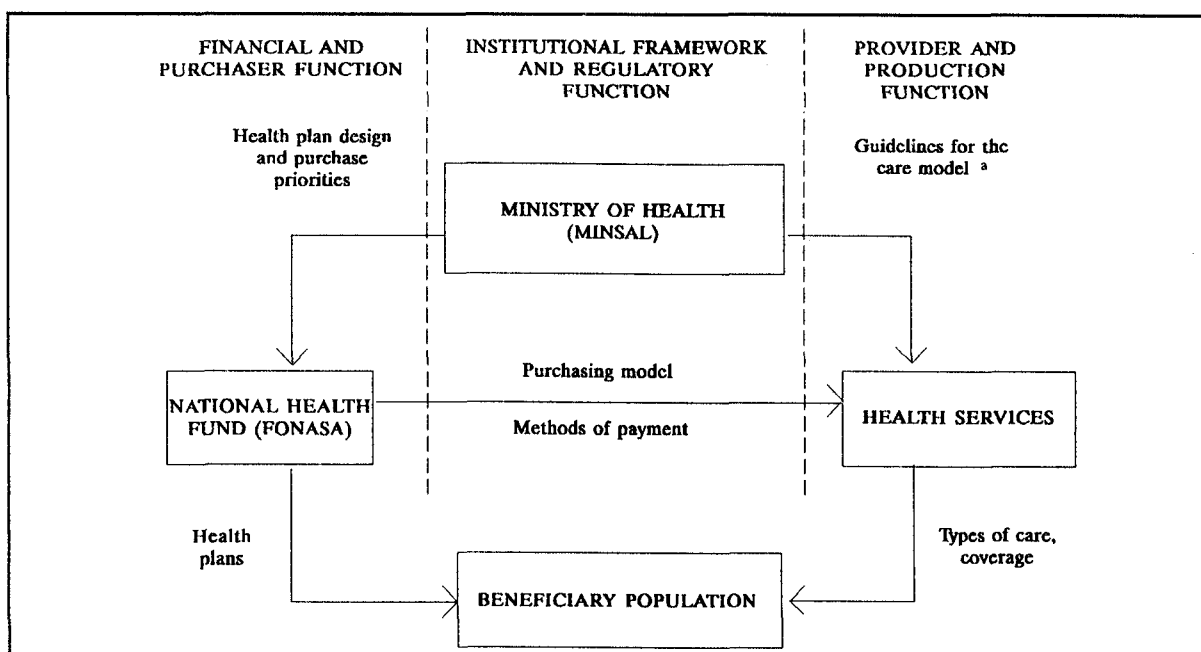 FINANCIAL AND
PURCHASER FUNCTION
INSTITUTIONAL FRAMEWORK
AND REGULATORY
FUNCTION
PROVIDER AND
PRODUCTION
FUNCTION
Health plan design
and purchase
priorities
Guidelines for the
care model a
MINISTRY OF HEALTH
(MINSAL)
NATIONAL HEALTH
FUND (FONASA)
Purchasing model
Methods of payment
HEALTH SERVICES
Health
plans
Types of care,
coverage
BENEFICIARY POPULATION